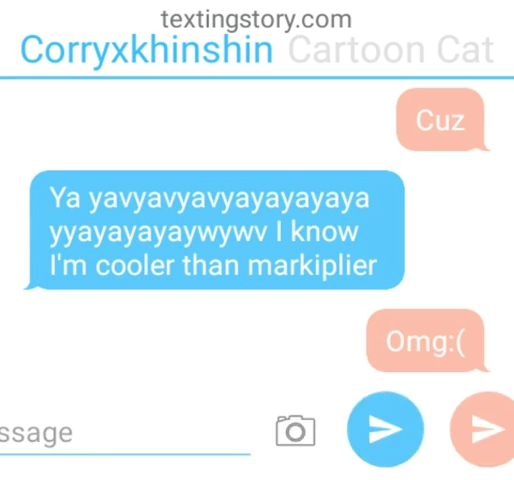 textingstory.com
Corryxkhinshin Cartoon Cat
Cuz
Ya yavyavyavyayayayaya
yyayayayaywywv I know
I'm cooler than markiplier
Omg:(
ssage